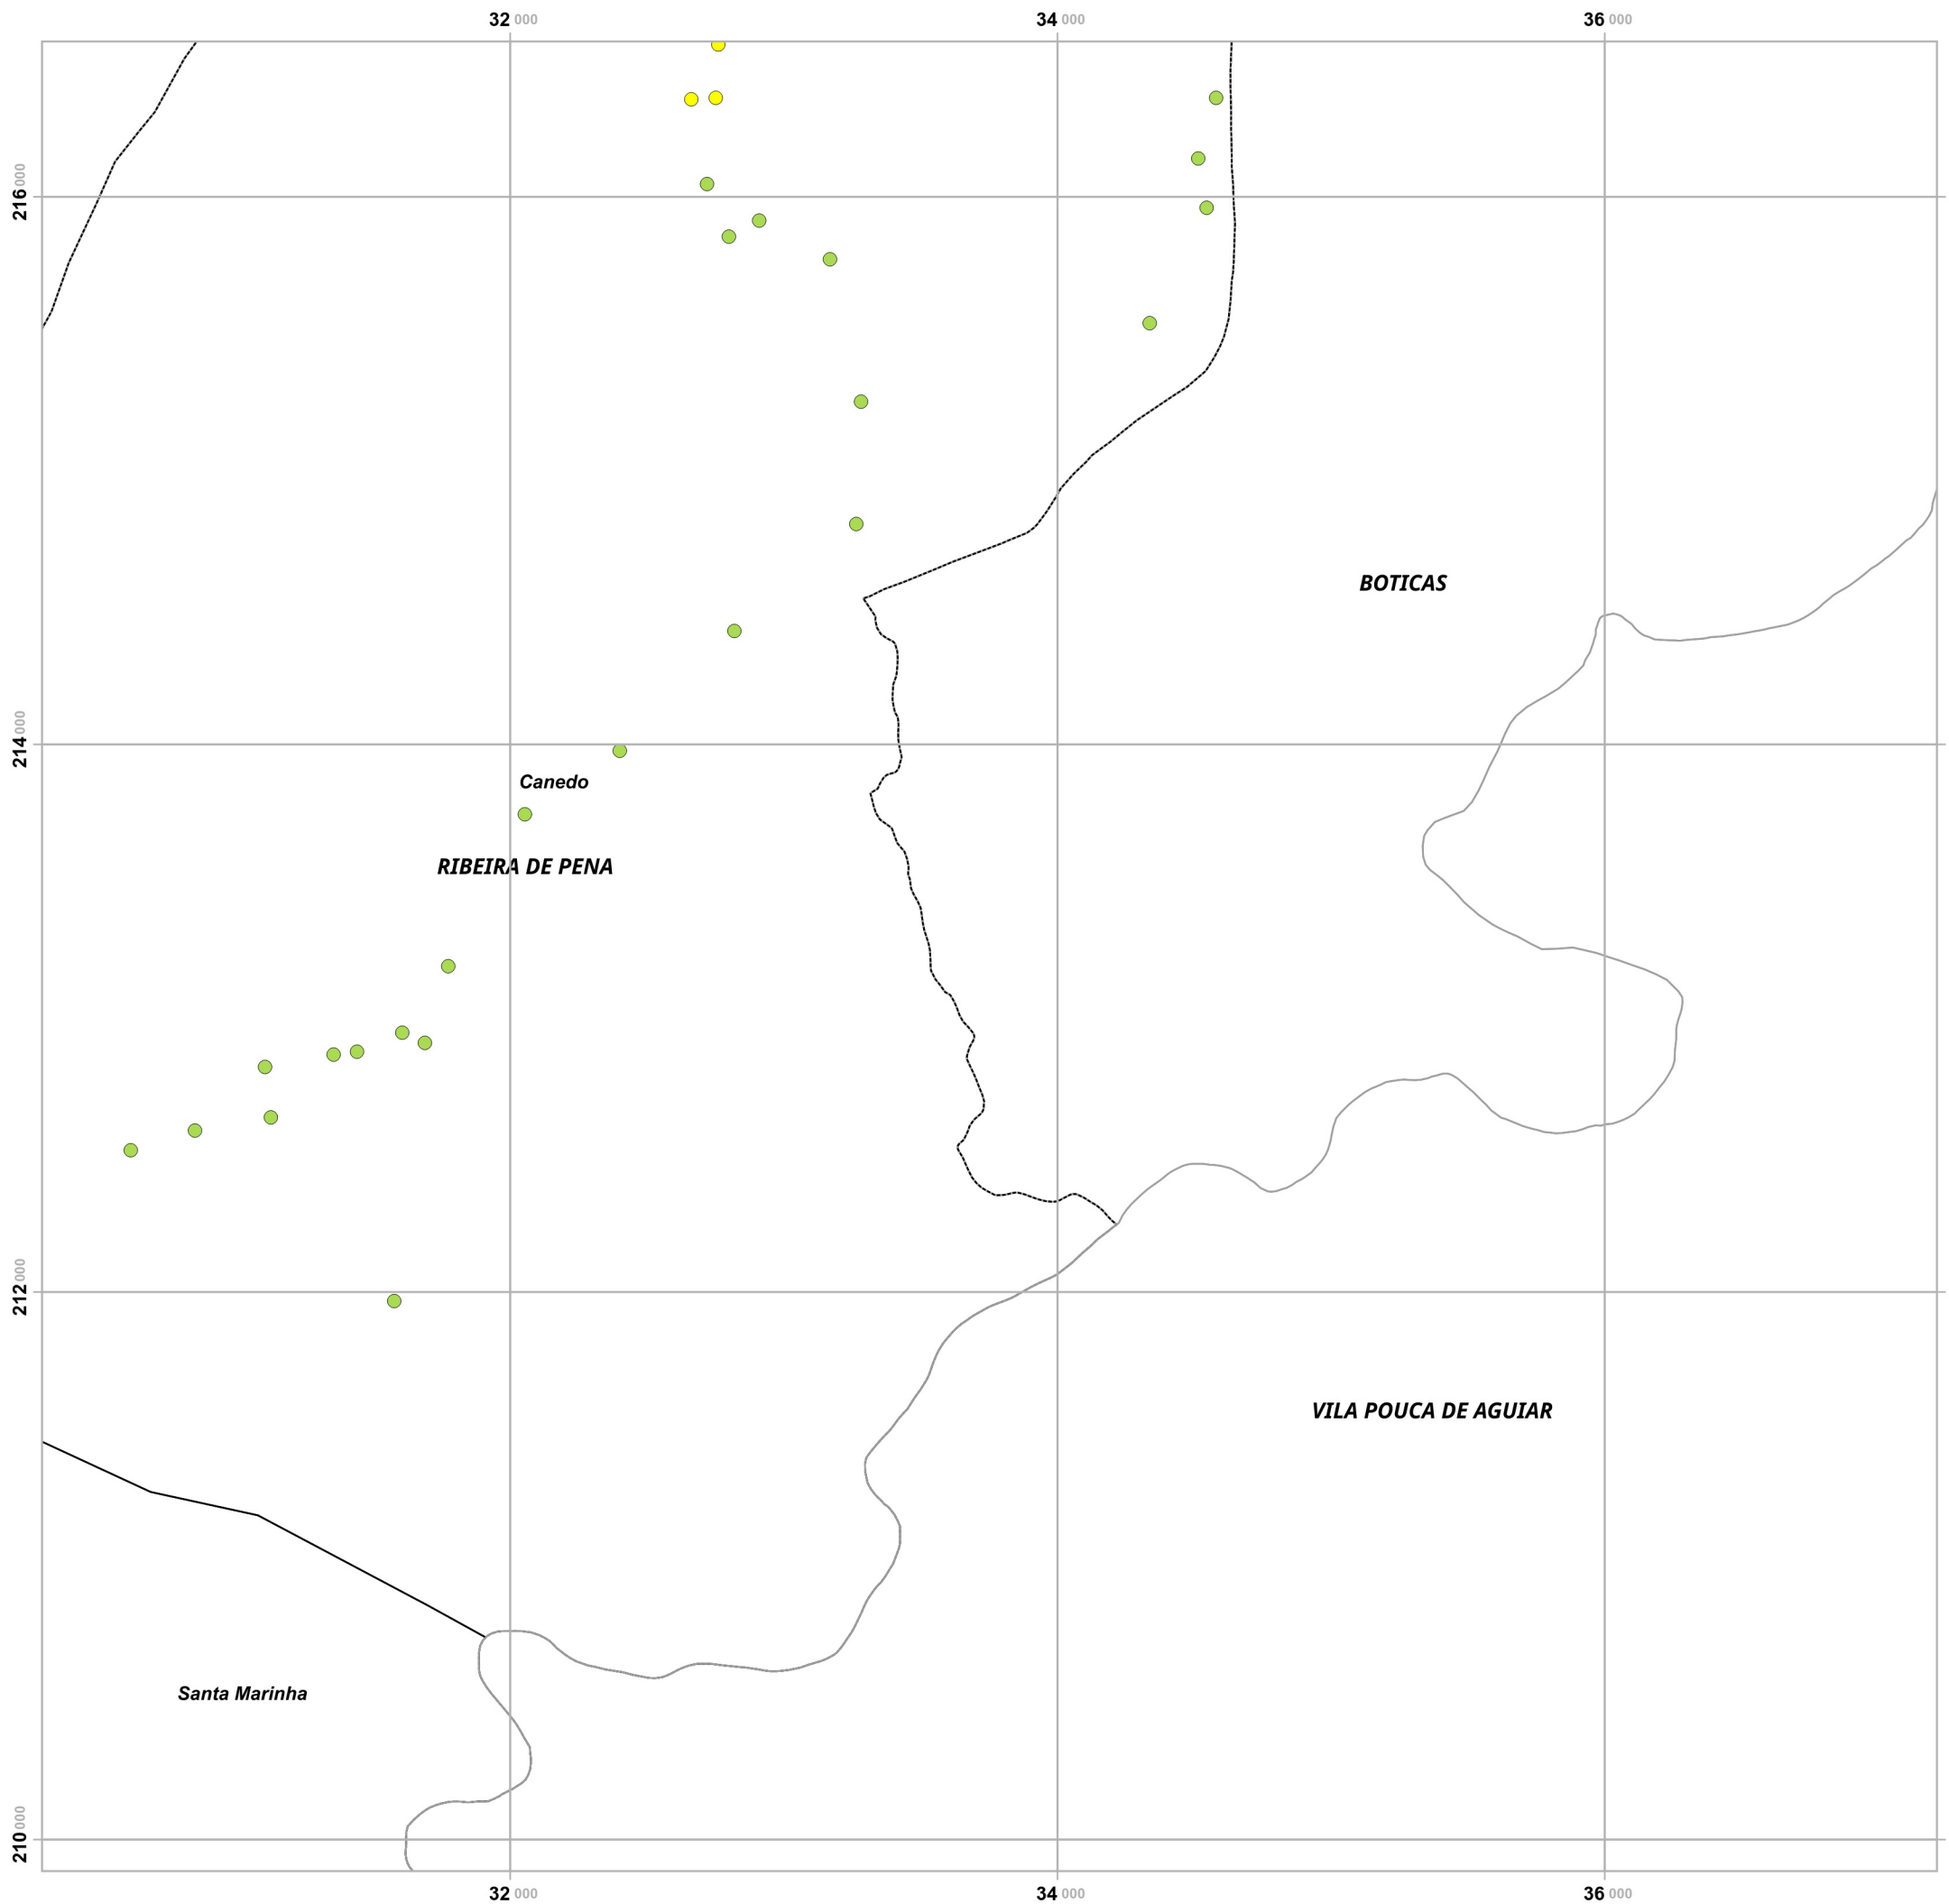 32 000
34 000
36 000
216 000
BOTICAS
214 000
Canedo
RIBEIRA DE PENA
212 000
VILA POUCA DE AGUIAR
Santa Marinha
210 000
32 000
34 000
36 000